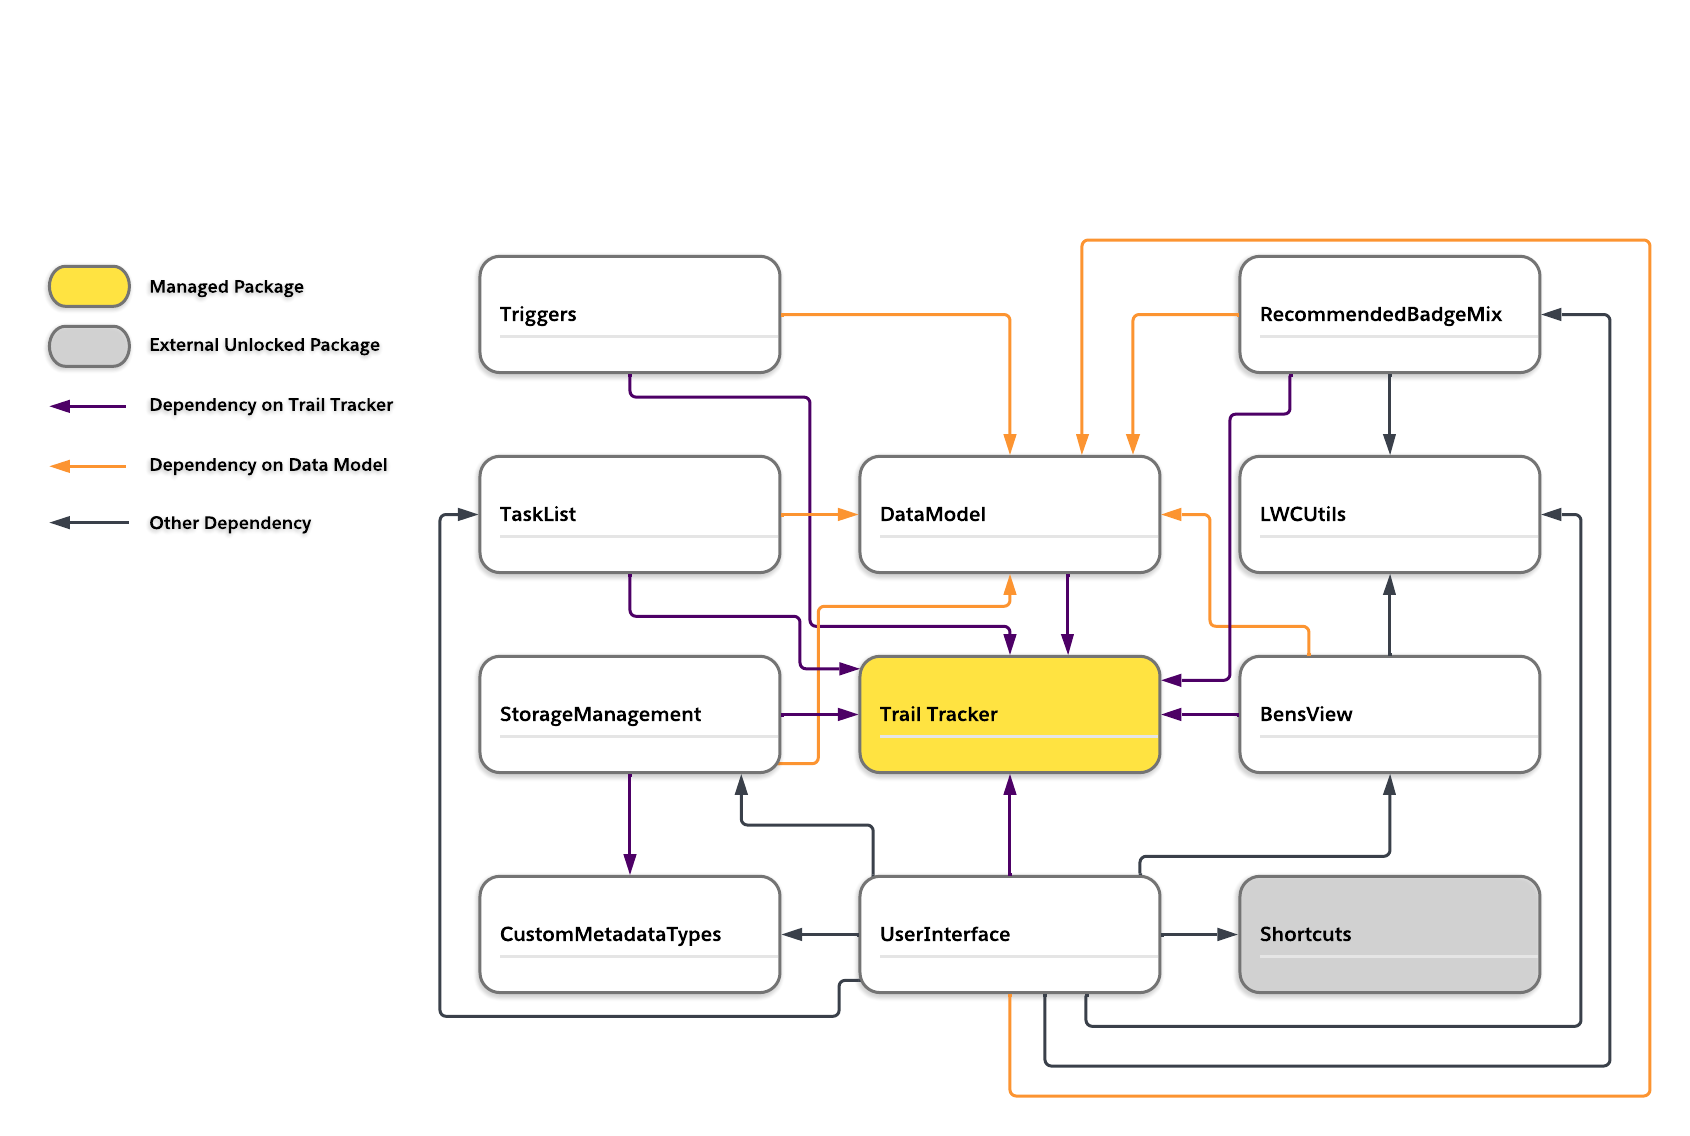 Managed Package
External Unlocked Package
Dependency on Trail Tracker
Dependency on Data Model
Other Dependency
Triggers
RecommendedBadgeMix
TaskList
DataModel
LWCUtils
StorageManagement
Trail Tracker
BensView
CustomMetadataTypes
UserInterface
Shortcuts